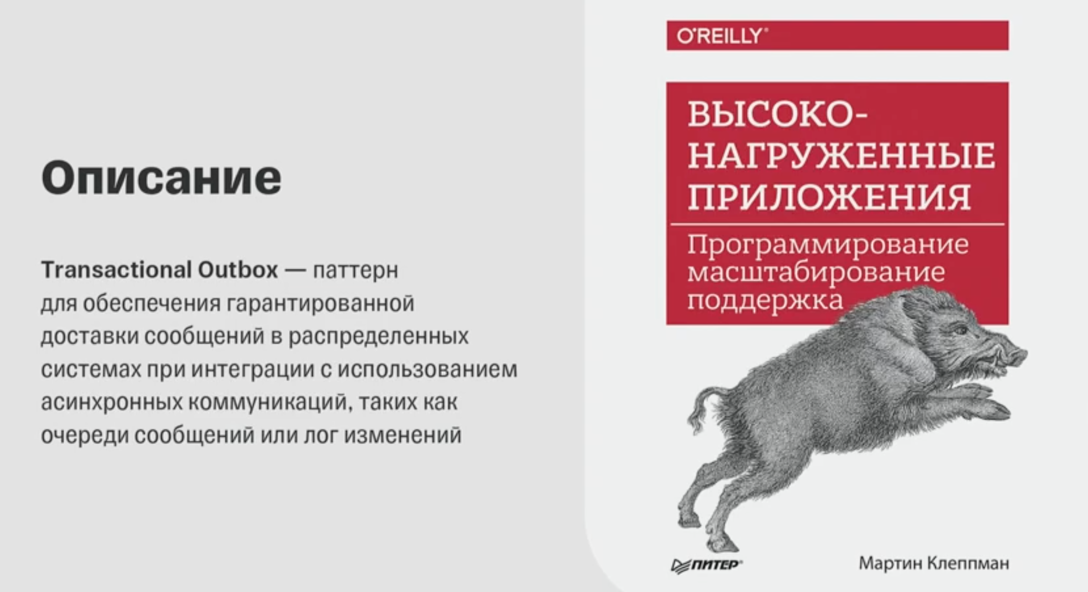 Описание
Transactional Outbox — паттерн
для обеспечения гарантированной
доставки сообщений в распределенных
системах при интеграции с использованием
асинхронных коммуникаций, таких как
очереди сообщений или лог изменений
O'REILLY®
ВЫСОКО-
НАГРУЖЕННЫЕ
ПРИЛОЖЕНИЯ
Программирование
масштабирование
поддержка
ПИТЕР®
Мартин Клеппман